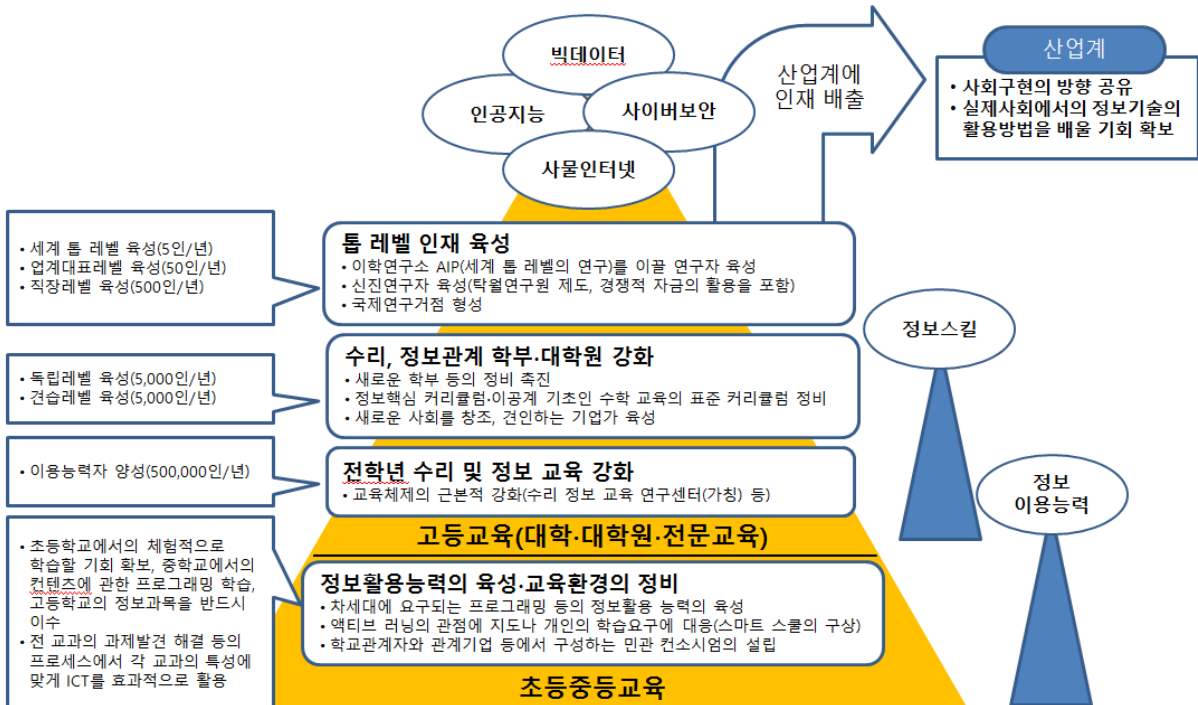 빅데이터
인공지능
사이버보안
사물인터넷
산업계에
인재 배출
산업계
• 사회구현의 방향 공유
• 실제사회에서의 정보기술의
활용방법을 배울 기회 확보
• 세계 톱 레벨 육성(5인/년)
• 업계대표레벨 육성(50인/년)
• 직장레벨 육성(500인/년)
톱 레벨 인재 육성
• 이학연구소 AIP(세계 톱 레벨의 연구)를 이끌 연구자 육성
• 신진연구자 육성(탁월연구원 제도, 경쟁적 자금의 활용을 포함)
• 국제연구거점 형성
• 독립레벨 육성(5,000인/년)
• 견습레벨 육성(5,000인/년)
수리, 정보관계 학부·대학원 강화
• 새로운 학부 등의 정비 촉진
• 정보핵심 커리큘럼·이공계 기초인 수학 교육의 표준 커리큘럼 정비
• 새로운 사회를 창조, 견인하는 기업가 육성
• 이용능력자 양성(500,000인/년)
전학년 수리 및 정보 교육 강화
• 교육체제의 근본적 강화(수리 정보 교육 연구센터(가칭) 등)
고등교육(대학·대학원·전문교육)
• 초등학교에서의 체험적으로
학습할 기회 확보, 중학교에서의
컨텐츠에 관한 프로그래밍 학습,
고등학교의 정보과목을 반드시
이수
• 전 교과의 과제발견 해결 등의
프로세스에서 각 교과의 특성에
맞게 ICT를 효과적으로 활용
정보활용능력의 육성·교육환경의 정비
• 차세대에 요구되는 프로그래밍 등의 정보활용 능력의 육성
• 액티브 러닝의 관점에 지도나 개인의 학습요구에 대응(스마트 스쿨의 구상)
• 학교관계자와 관계기업 등에서 구성하는 민관 컨소시엄의 설립
초등중등교육
정보스킬
정보
이용능력